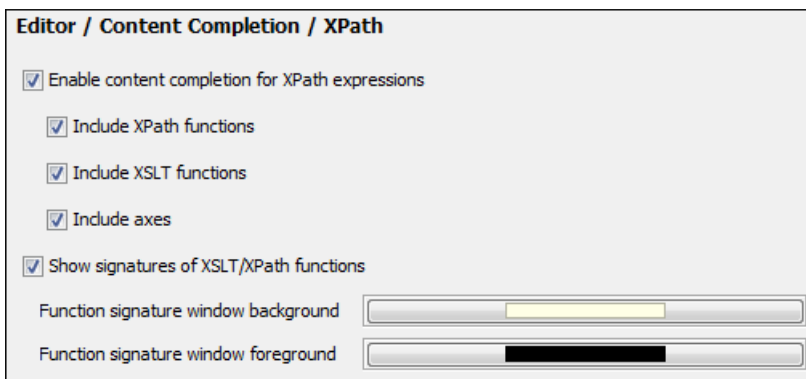 Editor / Content Completion / XPath
Enable content completion for XPath expressions
Include XPath functions
Include XSLT functions
Include axes
Show signatures of XSLT/XPath functions
Function signature window background
Function signature window foreground